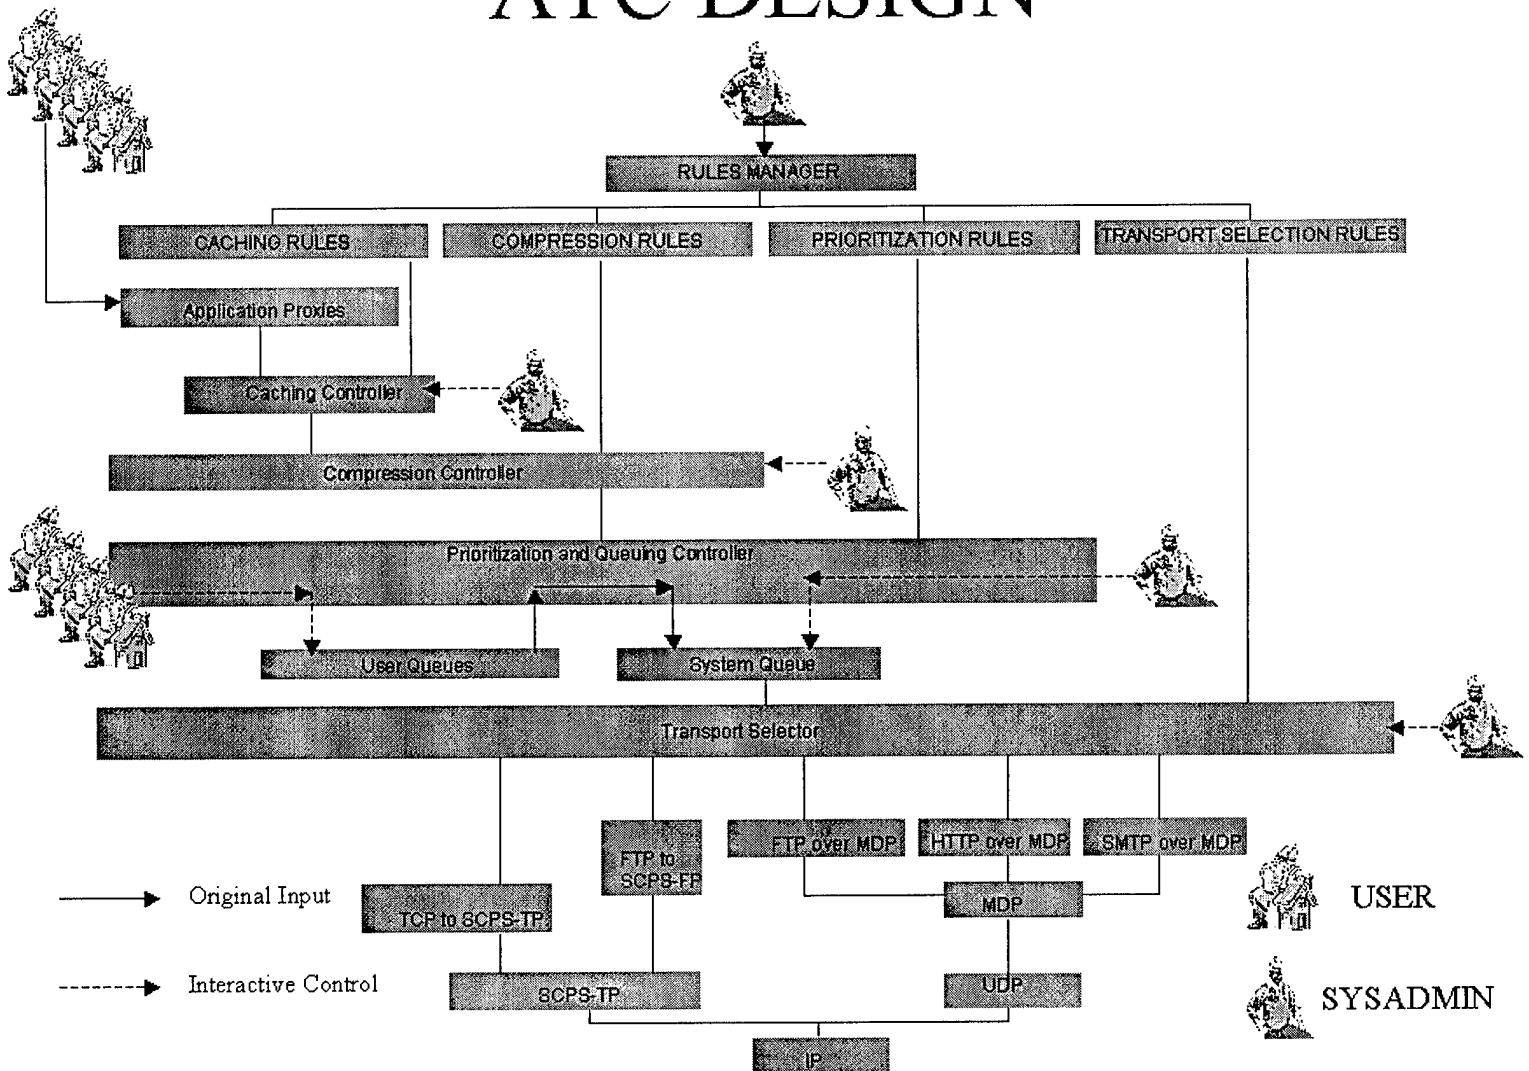 ATC DESIGN
RULES MANAGER
CACHING RULES
COMPRESSION RULES
PRIORITIZATION RULES
TRANSPORT SELECTION RULES
Application Proxies
Caching Controller
Compression Controller
Prioritization and Queuing Controller
User Queues
System Queue
Transport Selector
FTP to
SCPS-FP
FTP over MDP
HTTP over MDP
SMTP over MDP
TCP to SCPS-TP
MDP
SCPS-TP
UDP
IP
Original Input
Interactive Control
USER
SYSADMIN